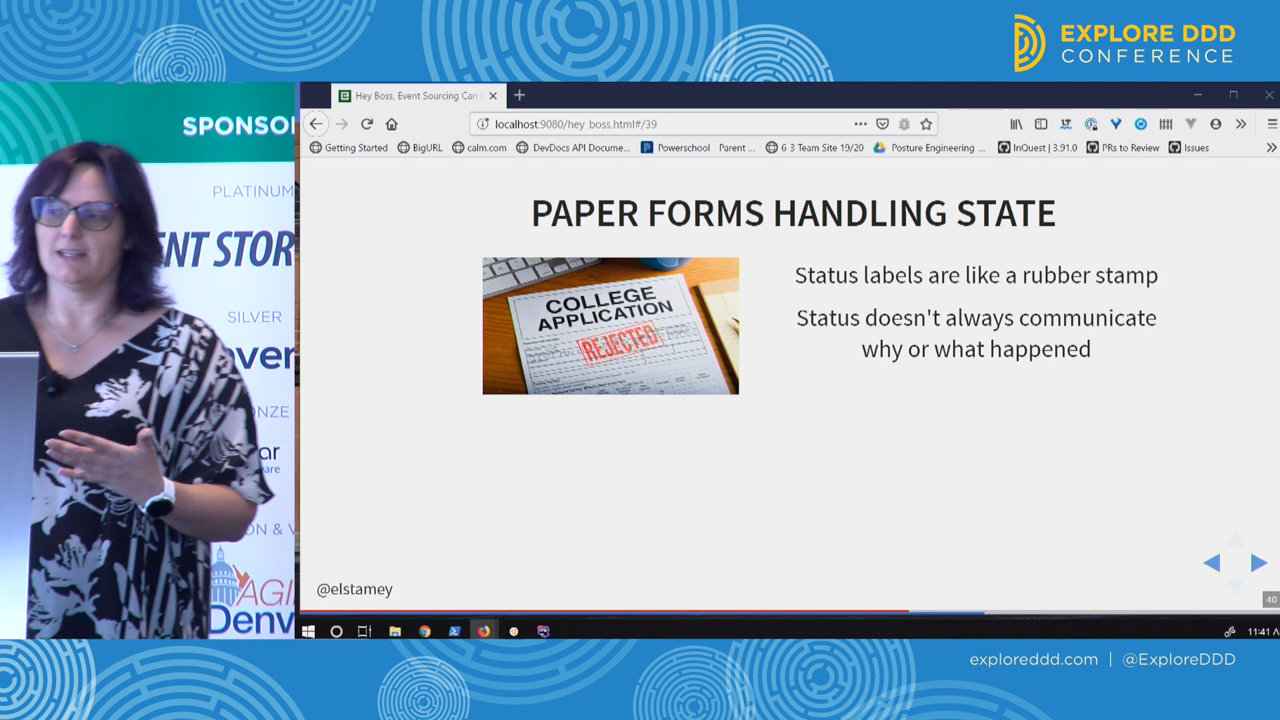 EXPLORE DDD
CONFERENCE
SPONSO
PLATINUM
ENT STOR
SILVER
ver
ONZE
ar
ware
ON & V
AGI
Denv
Hey Boss, Event Sourcing Can
localhost:9080/hey_boss.html#/39
Getting Started
BigURL
calm.com
DevDocs API Docume...
Powerschool
Parent ...
6 3 Team Site 19/20
Posture Engineering ...
InQuest | 3.91.0
PRs to Review
Issues
PAPER FORMS HANDLING STATE
COLLEGE
APPLICATION
REJECTED
Status labels are like a rubber stamp
Status doesn't always communicate
why or what happened
@elstamey
40
11:41 A
exploreddd.com | @ExploreDDD